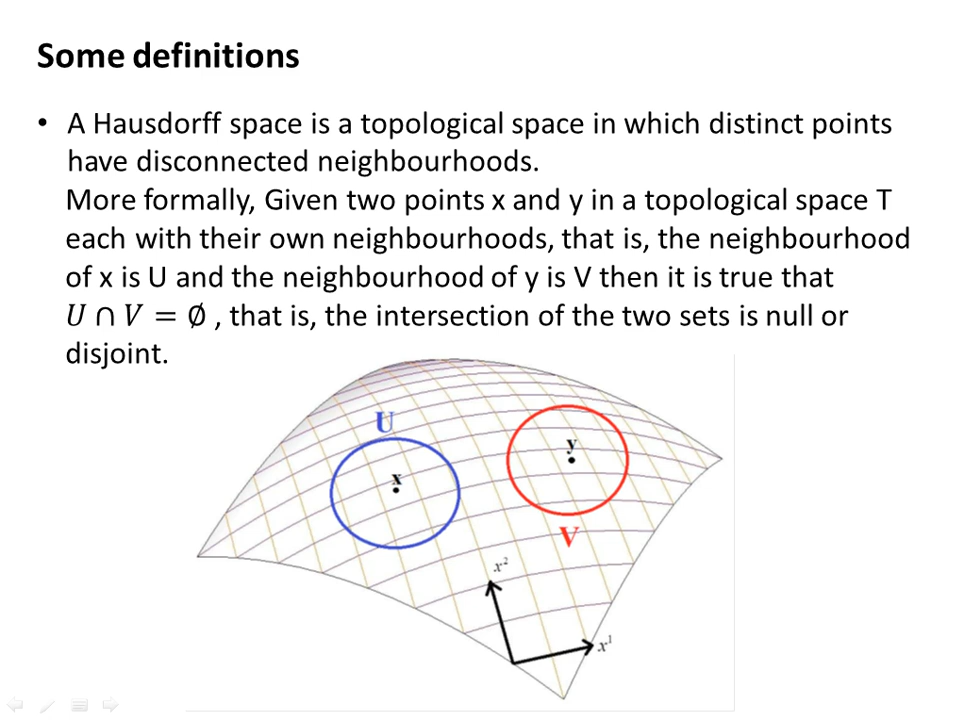 Some definitions
• A Hausdorff space is a topological space in which distinct points
have disconnected neighbourhoods.
More formally, Given two points x and y in a topological space T
each with their own neighbourhoods, that is, the neighbourhood
of x is U and the neighbourhood of y is V then it is true that
𝑈 ∩ 𝑉 = ∅ , that is, the intersection of the two sets is null or
disjoint.
U
y
x
V
x²
x¹